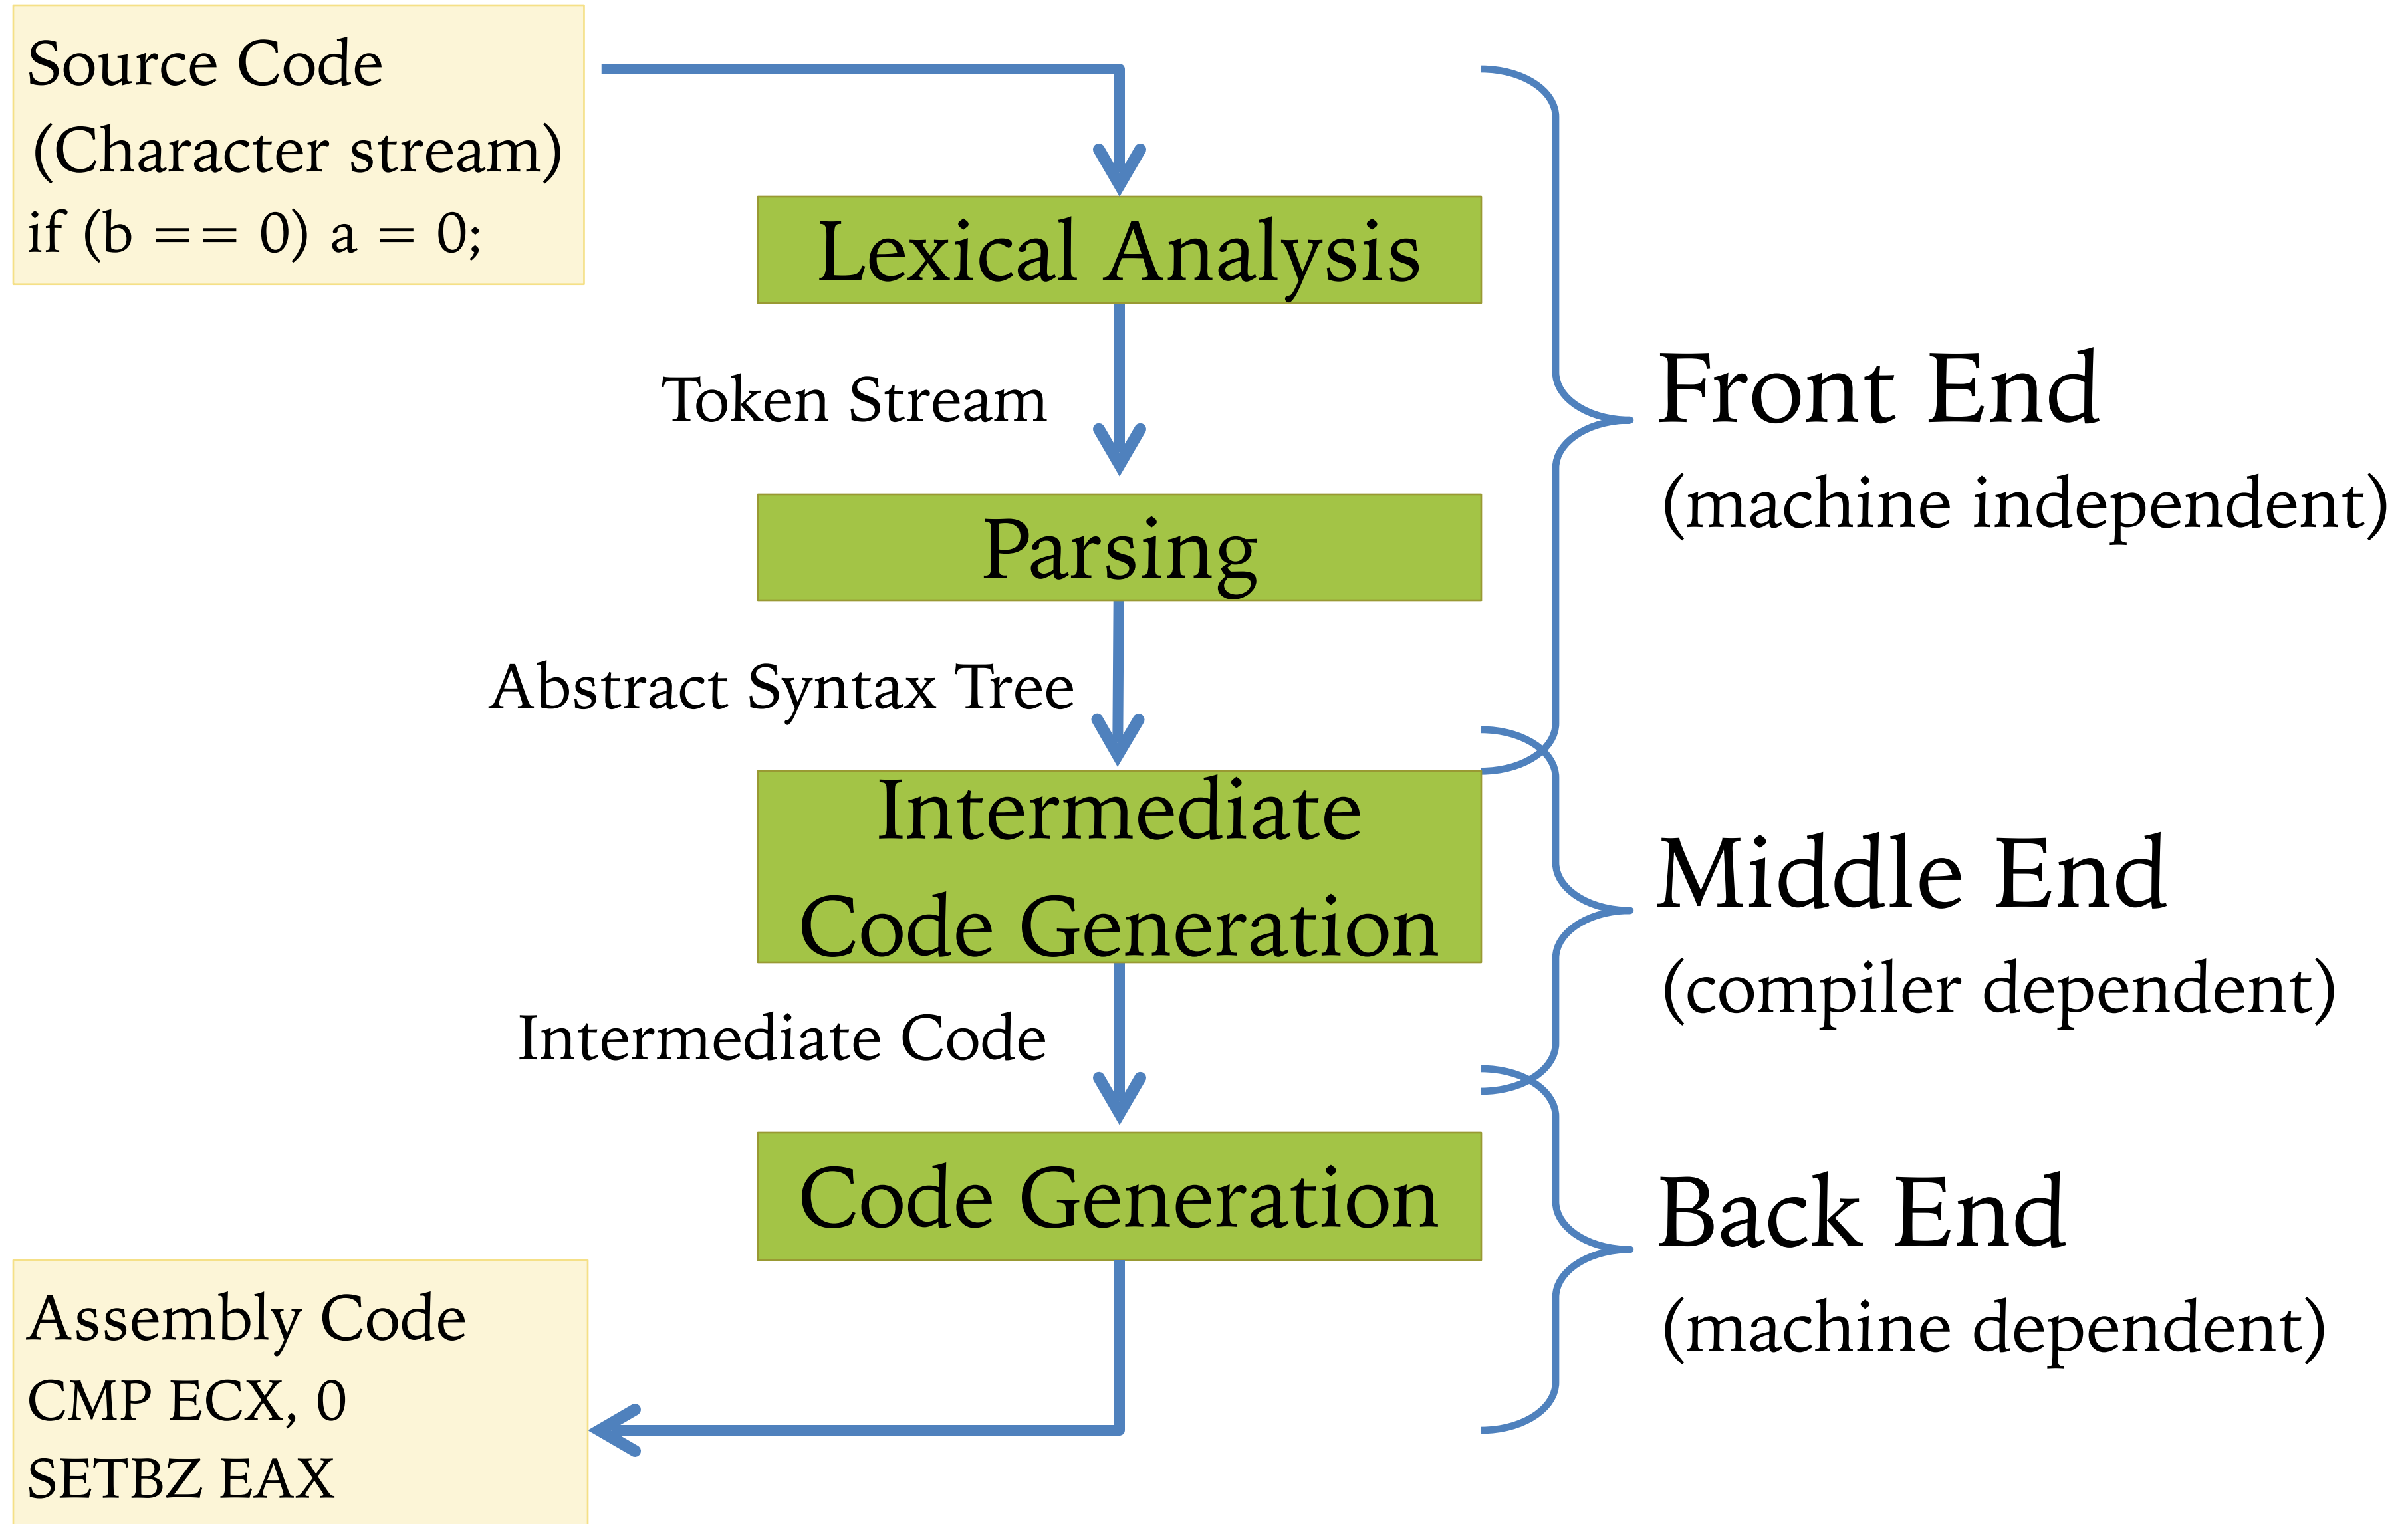 Source Code
(Character stream)
if (b == 0) a = 0;
Lexical Analysis
Token Stream
Front End
(machine independent)
Parsing
Abstract Syntax Tree
Intermediate
Code Generation
Middle End
(compiler dependent)
Intermediate Code
Code Generation
Back End
(machine dependent)
Assembly Code
CMP ECX, 0
SETBZ EAX